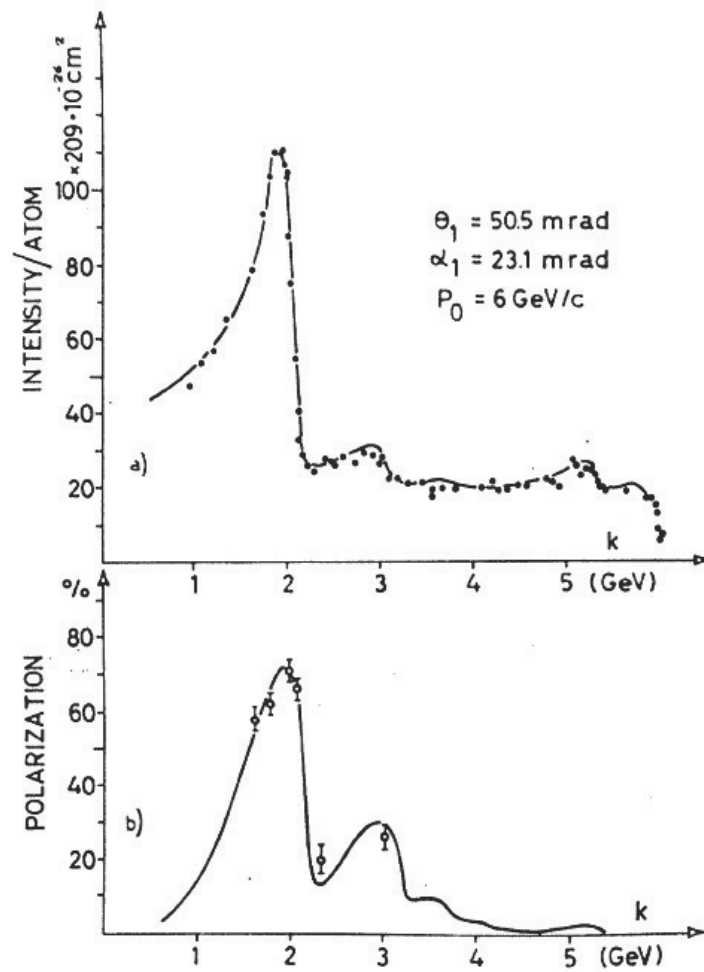 INTENSITY/ATOM
×209·10⁻²⁶cm²
100
80
60
40
20
θ₁ = 50.5 mrad
α₁ = 23.1 mrad
P₀ = 6 GeV/c
a)
k
1 2 3 4 5 (GeV)
%
POLARIZATION
80
60
40
20
b)
k
1 2 3 4 5 (GeV)